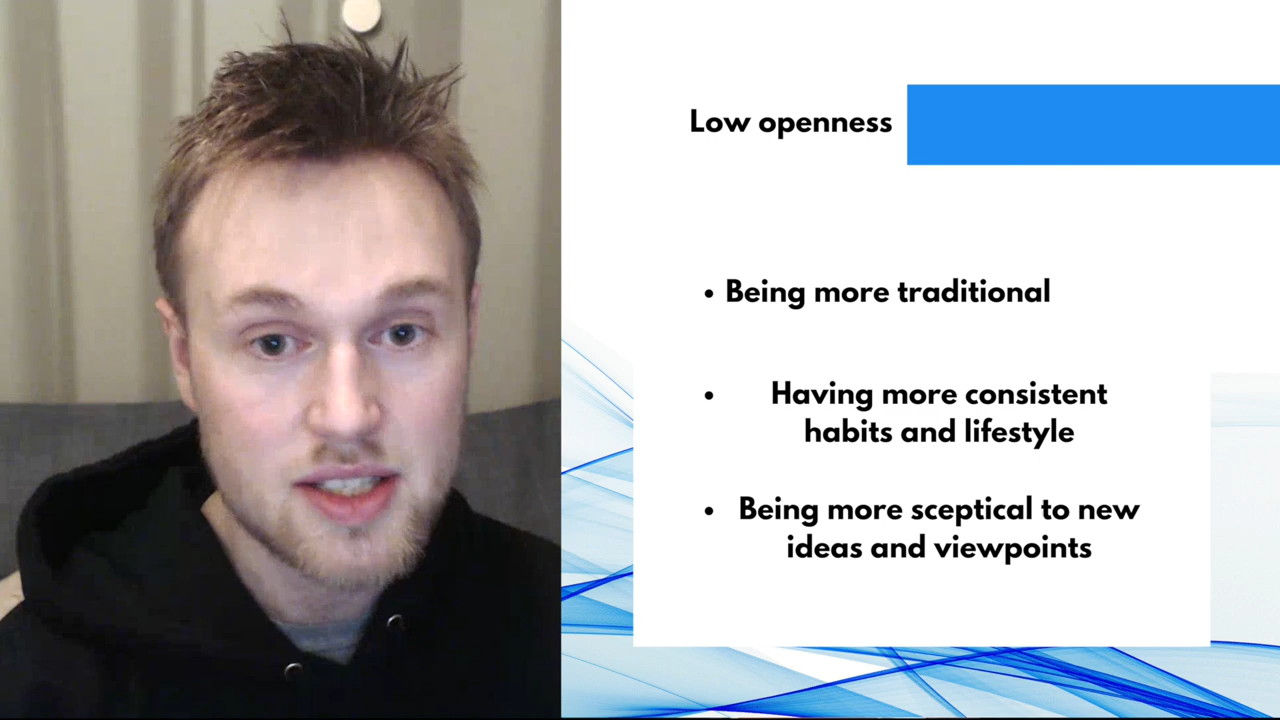 Low openness
• Being more traditional
• Having more consistent
habits and lifestyle
• Being more sceptical to new
ideas and viewpoints